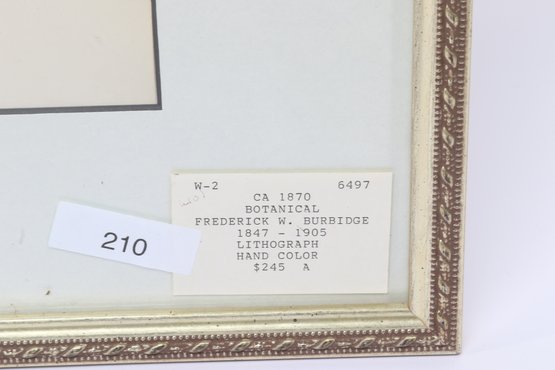 W-2 6497
CA 1870
BOTANICAL
FREDERICK W. BURBIDGE
1847 - 1905
LITHOGRAPH
HAND COLOR
$245 A
210